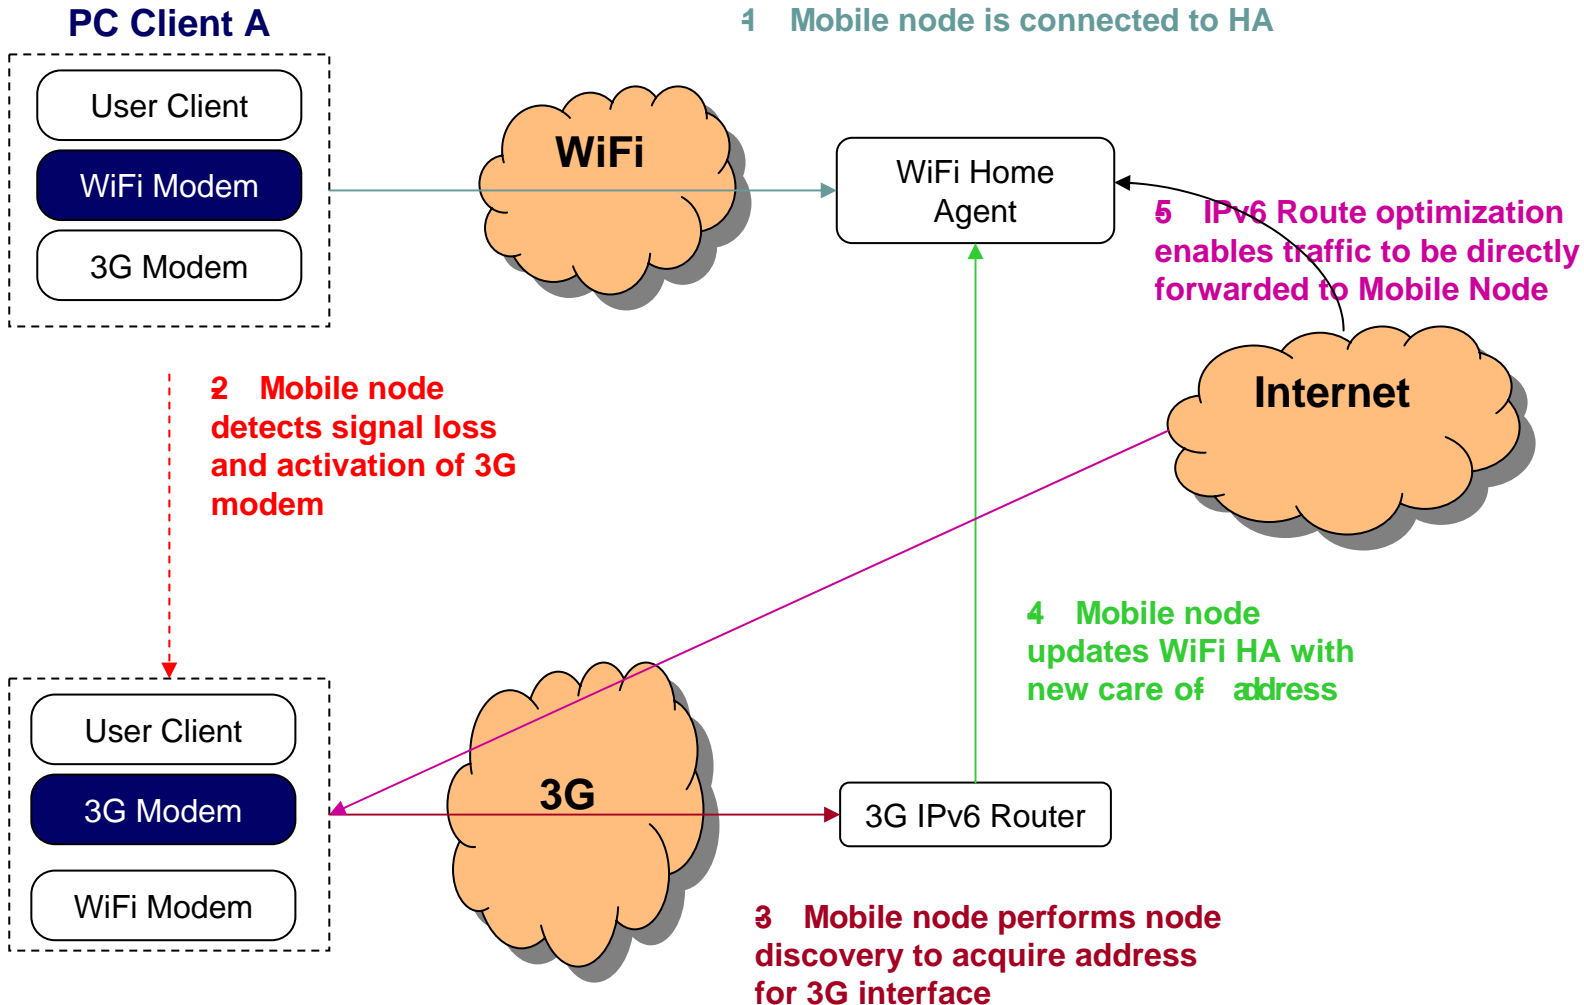 PC Client A
1 Mobile node is connected to HA
User Client
WiFi Modem
3G Modem
WiFi
WiFi Home
Agent
5 IPv6 Route optimization
enables traffic to be directly
forwarded to Mobile Node
Internet
2 Mobile node
detects signal loss
and activation of 3G
modem
4 Mobile node
updates WiFi HA with
new care of address
User Client
3G Modem
WiFi Modem
3G
3G IPv6 Router
3 Mobile node performs node
discovery to acquire address
for 3G interface